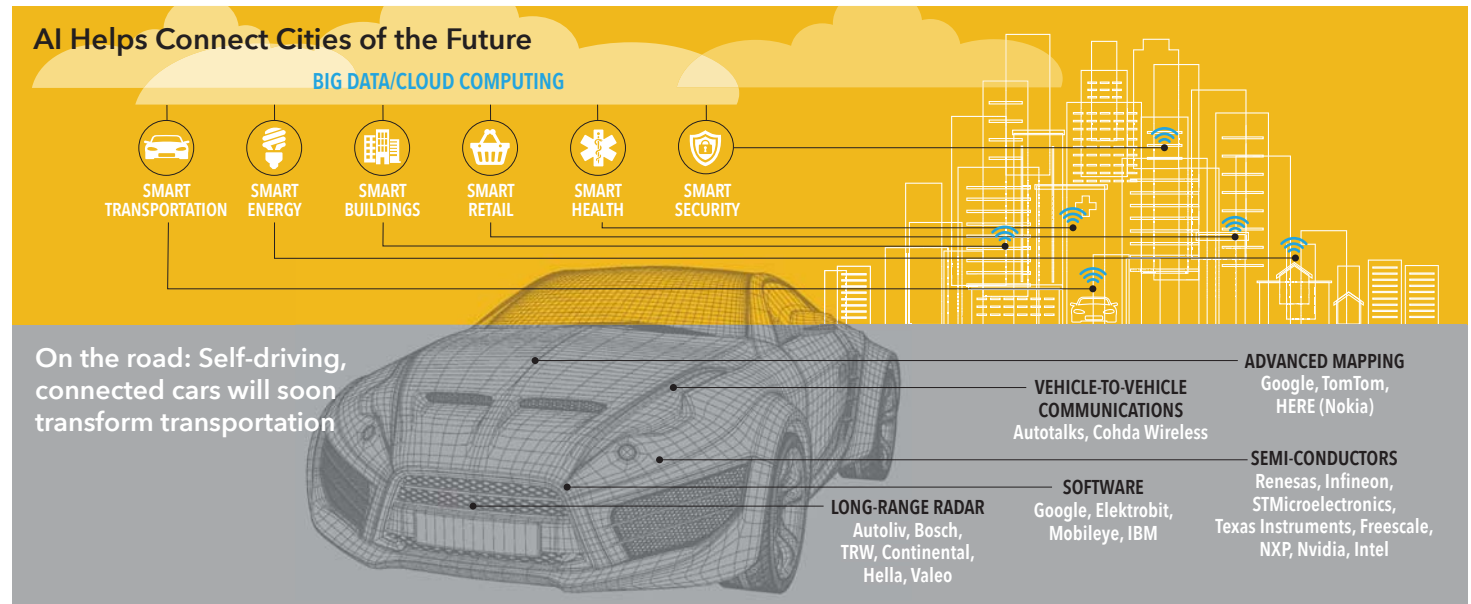 AI Helps Connect Cities of the Future
BIG DATA/CLOUD COMPUTING
SMART
TRANSPORTATION
SMART
ENERGY
SMART
BUILDINGS
SMART
RETAIL
SMART
HEALTH
SMART
SECURITY
On the road: Self-driving,
connected cars will soon
transform transportation
ADVANCED MAPPING
Google, TomTom,
HERE (Nokia)
VEHICLE-TO-VEHICLE
COMMUNICATIONS
Autotalks, Cohda Wireless
SEMI-CONDUCTORS
Renesas, Infineon,
STMicroelectronics,
Texas Instruments, Freescale,
NXP, Nvidia, Intel
SOFTWARE
Google, Elektrobit,
Mobileye, IBM
LONG-RANGE RADAR
Autoliv, Bosch,
TRW, Continental,
Hella, Valeo